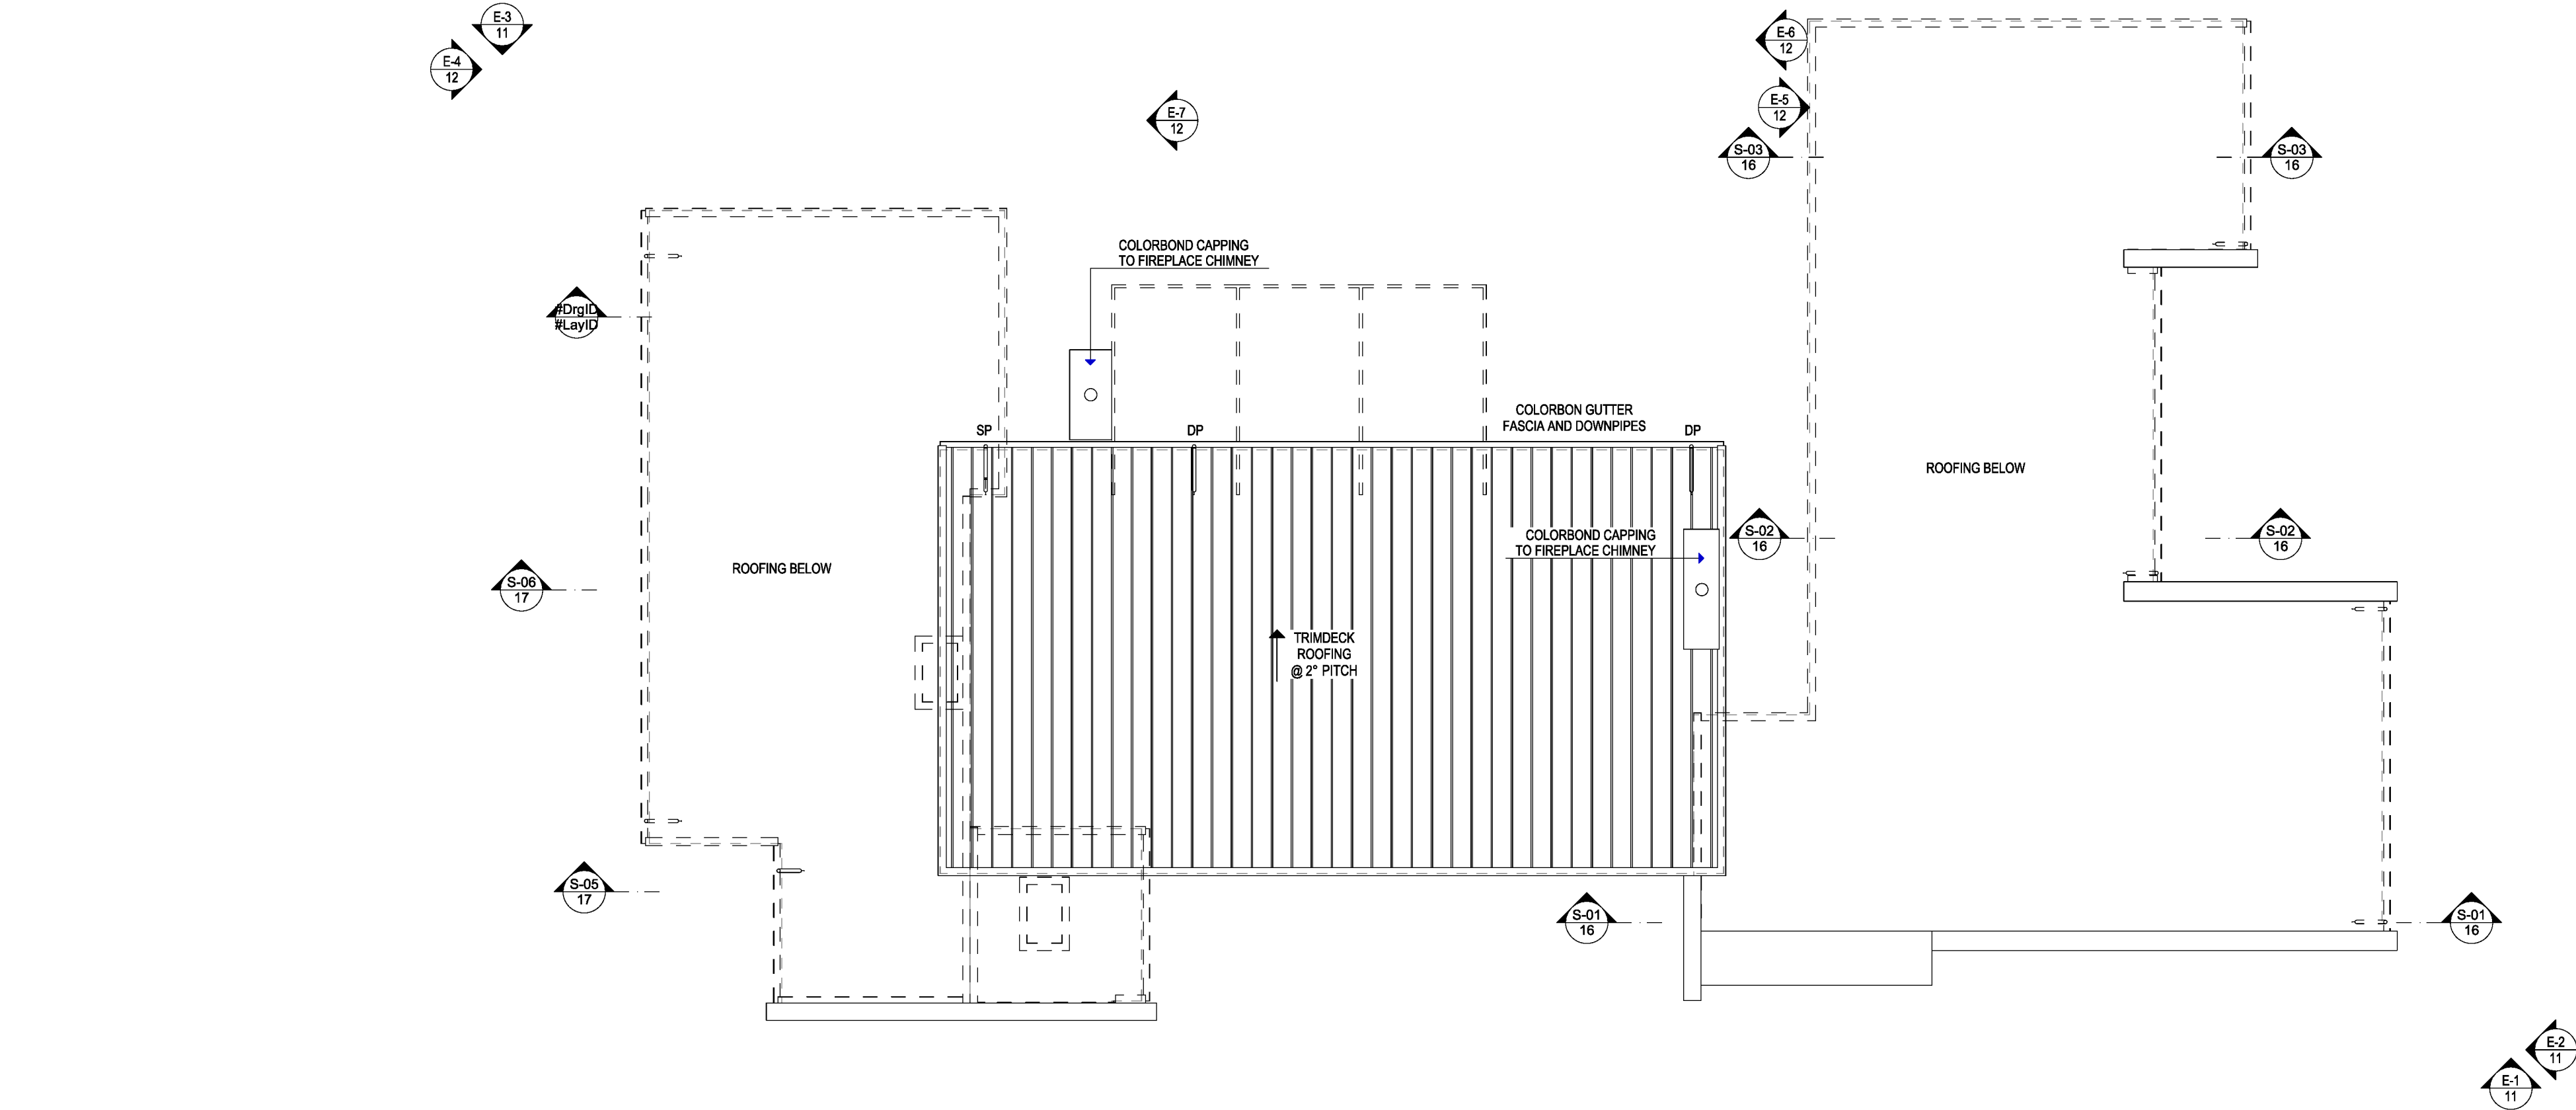 E-3
11
E-4
12
E-6
12
E-5
12
E-7
12
S-03
16
S-03
16
COLORBOND CAPPING
TO FIREPLACE CHIMNEY
#DrgID
#LayID
COLORBON GUTTER
FASCIA AND DOWNPIPES
SP
DP
DP
ROOFING BELOW
COLORBOND CAPPING
TO FIREPLACE CHIMNEY
S-02
16
S-02
16
ROOFING BELOW
S-06
17
TRIMDECK
ROOFING
@ 2° PITCH
S-05
17
S-01
16
S-01
16
E-2
11
E-1
11